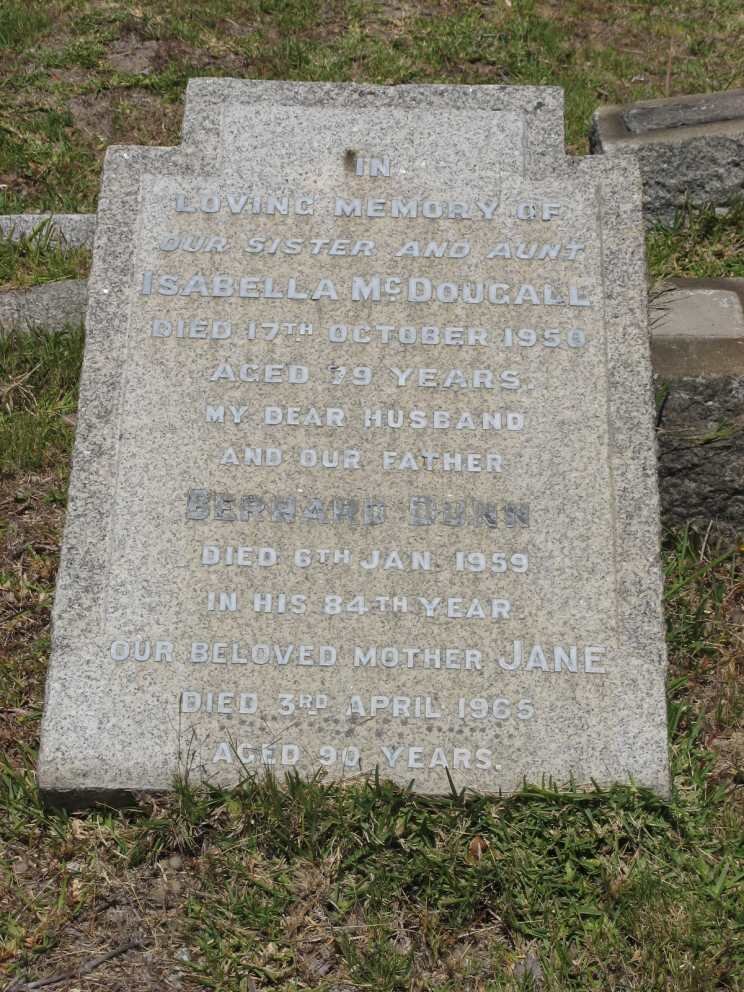 IN
LOVING MEMORY OF
OUR SISTER AND AUNT
ISABELLA McDOUGALL
DIED 17TH OCTOBER 1950
AGED 79 YEARS.
MY DEAR HUSBAND
AND OUR FATHER
BERNARD DUNN
DIED 6TH JAN. 1959
IN HIS 84TH YEAR
OUR BELOVED MOTHER JANE
DIED 3RD APRIL 1965
AGED 90 YEARS.